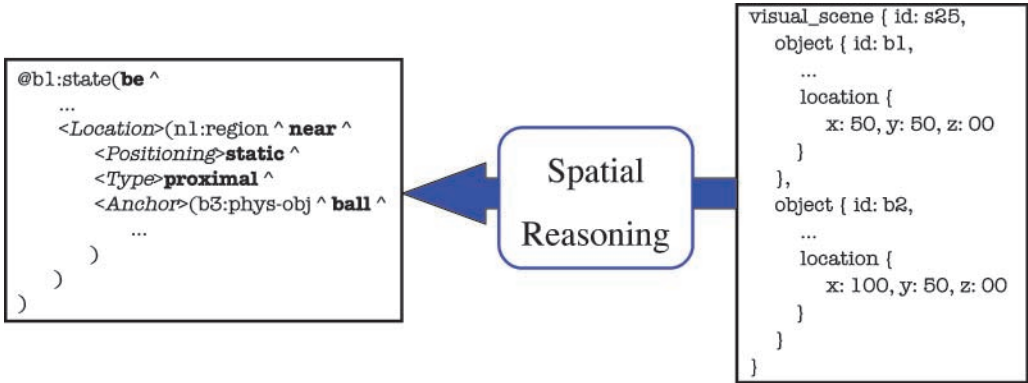 @b1:state(be ^
...
<Location>(n1:region ^ near ^
<Positioning>static ^
<Type>proximal ^
<Anchor>(b3:phys-obj ^ ball ^
...
)
)
)
Spatial
Reasoning
visual_scene { id: s25,
object { id: b1,
...
location {
x: 50, y: 50, z: 00
}
},
object { id: b2,
...
location {
x: 100, y: 50, z: 00
}
}
}